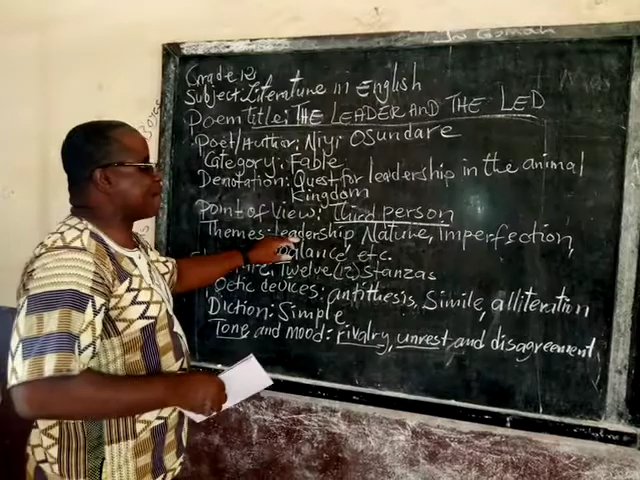 Grade 12
Subject: Literature in English
Poem Title: THE LEADER AND THE LED
Poet/Author: Niyi Osundare
Category: Fable
Denotation: Quest for leadership in the animal
Kingdom
Point of View: Third person
Themes: Leadership, Nature, Imperfection,
etc.
Twelve (12) Stanzas
Poetic devices: antithesis, Simile, alliteration
Diction: Simple
Tone and mood: rivalry, unrest and disagreement